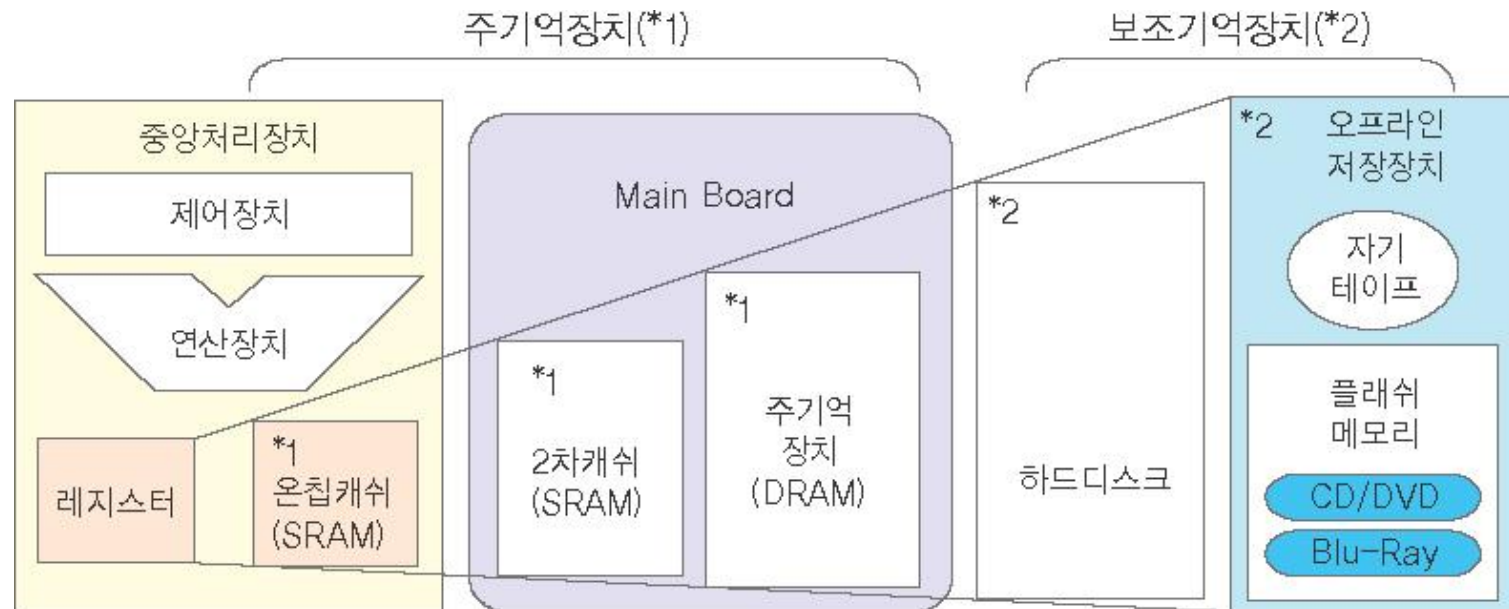 주기억장치(*1)
보조기억장치(*2)
중앙처리장치
제어장치
연산장치
레지스터
*1
온칩캐쉬
(SRAM)
Main Board
*1
2차캐쉬
(SRAM)
*1
주기억
장치
(DRAM)
*2
하드디스크
*2 오프라인
저장장치
자기
테이프
플래쉬
메모리
CD/DVD
Blu-Ray